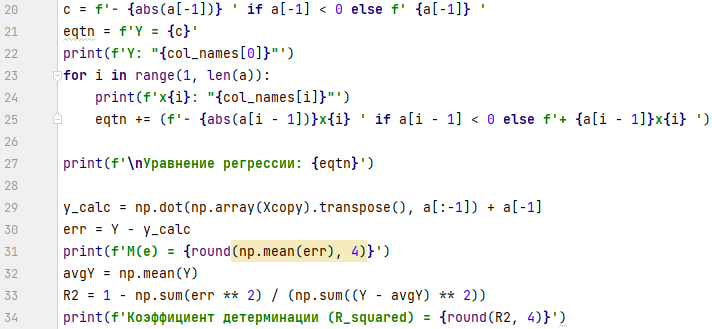 20 c = f'- {abs(a[-1])} ' if a[-1] < 0 else f' {a[-1]} '
21 eqtn = f'Y = {c}'
22 print(f'Y: "{col_names[0]}"')
23 for i in range(1, len(a)):
24     print(f'x{i}: "{col_names[i]}"')
25     eqtn += (f'- {abs(a[i - 1])}x{i} ' if a[i - 1] < 0 else f'+ {a[i - 1]}x{i} ')
26
27 print(f'\nУравнение регрессии: {eqtn}')
28
29 y_calc = np.dot(np.array(Xcopy).transpose(), a[:-1]) + a[-1]
30 err = Y - y_calc
31 print(f'M(e) = {round(np.mean(err), 4)}')
32 avgY = np.mean(Y)
33 R2 = 1 - np.sum(err ** 2) / (np.sum((Y - avgY) ** 2))
34 print(f'Коэффициент детерминации (R_squared) = {round(R2, 4)}')